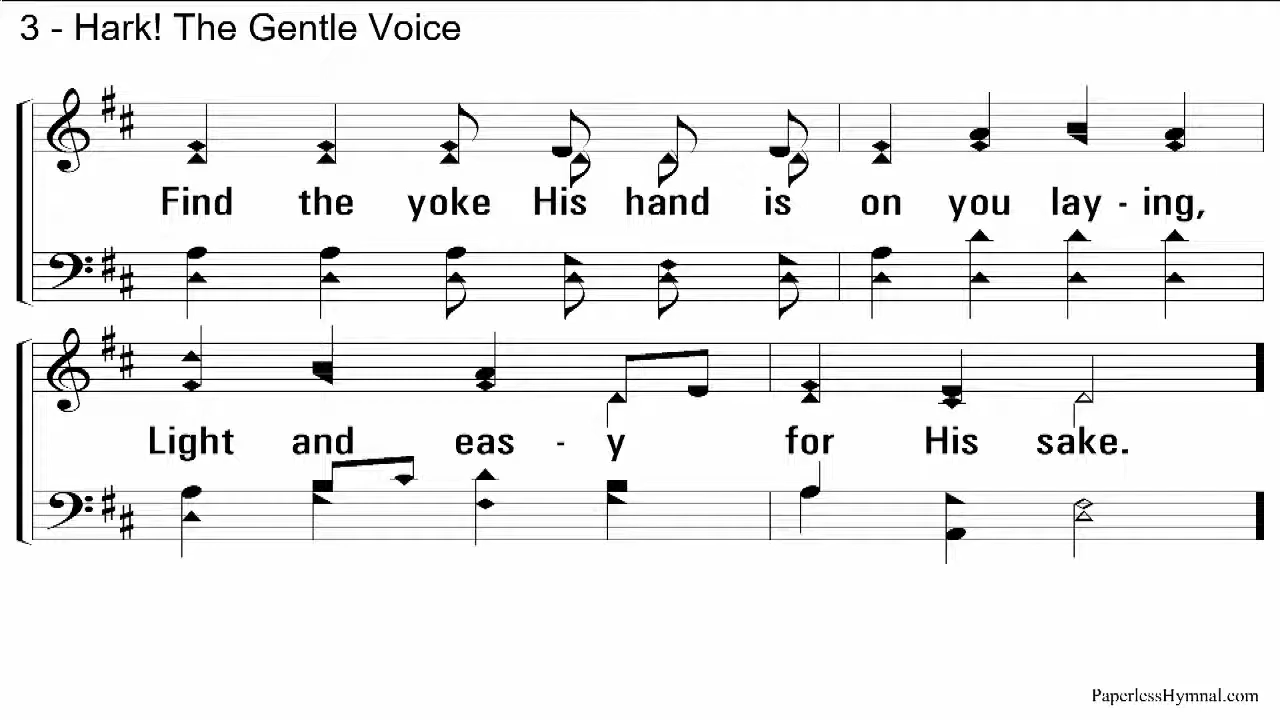 3 - Hark! The Gentle Voice
Find the yoke His hand is on you lay - ing,
Light and eas - y for His sake.
PaperlessHymnal.com